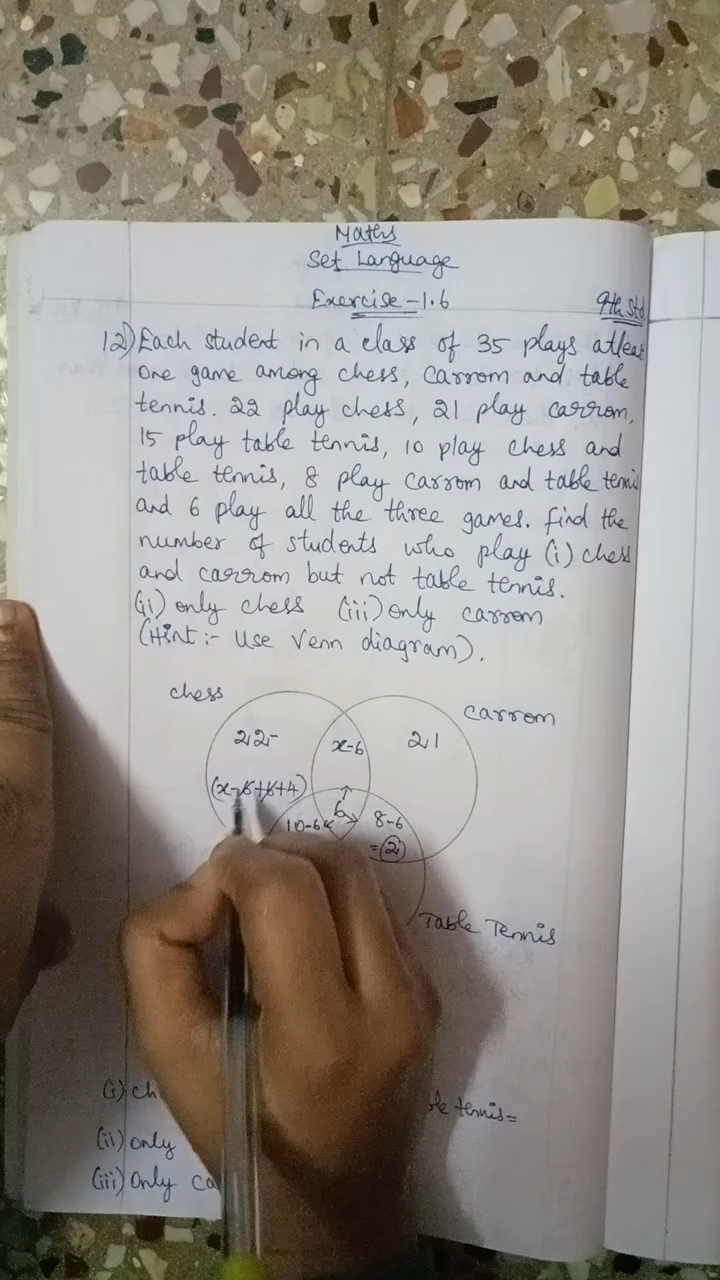 Maths
Set Language
Exercise-1.6
9th std
12) Each student in a class of 35 plays atleas
one game among chess, carrom and table
tennis. 22 play chess, 21 play carrom,
15 play table tennis, 10 play chess and
table tennis, 8 play carrom and table tennis
and 6 play all the three games. Find the
number of students who play (i) chess
and carrom but not table tennis.
(ii) only chess (iii) only carrom
(Hint:- Use Venn diagram).
chess
carrom
22-
x-6
21
(x-6+6+4)
6
10-6
8-6
=2
Table Tennis
(i) ch
ble tennis=
(ii) only
(iii) Only ca